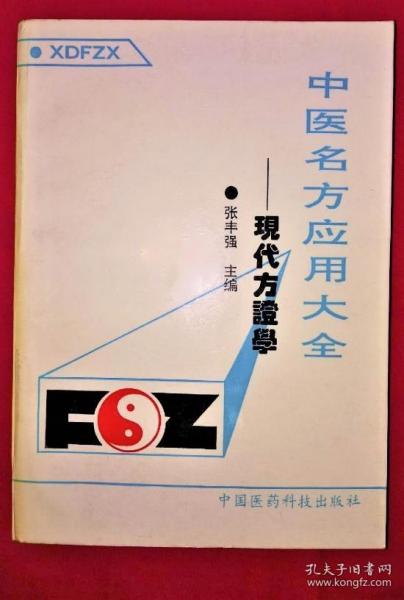 XDFZX
中医名方应用大全
——現代方證學
●张丰强 主编
F☯Z
中国医药科技出版社
孔夫子旧书网
www.kongfz.com